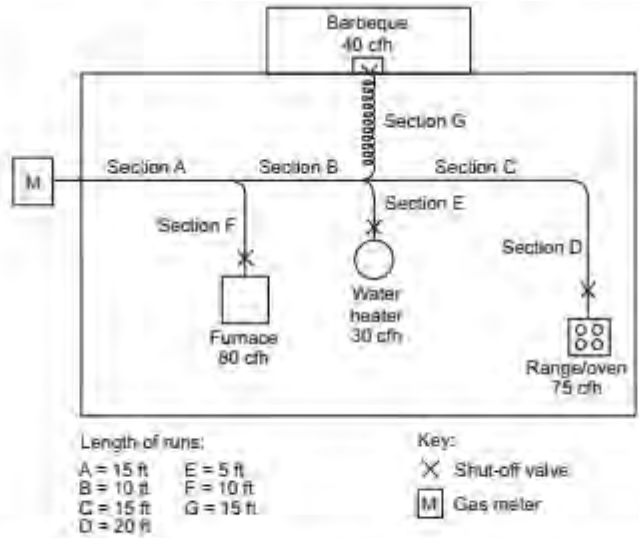 Barbeque
40 cfh
Section G
Section A
Section B
Section C
M
Section E
Section F
Section D
Water
heater
30 cfh
Furnace
80 cfh
Range/oven
75 cfh
Length of runs:
A = 15 ft E = 5 ft
B = 10 ft F = 10 ft
C = 15 ft G = 15 ft
D = 20 ft
Key:
Shut-off valve
M Gas meter